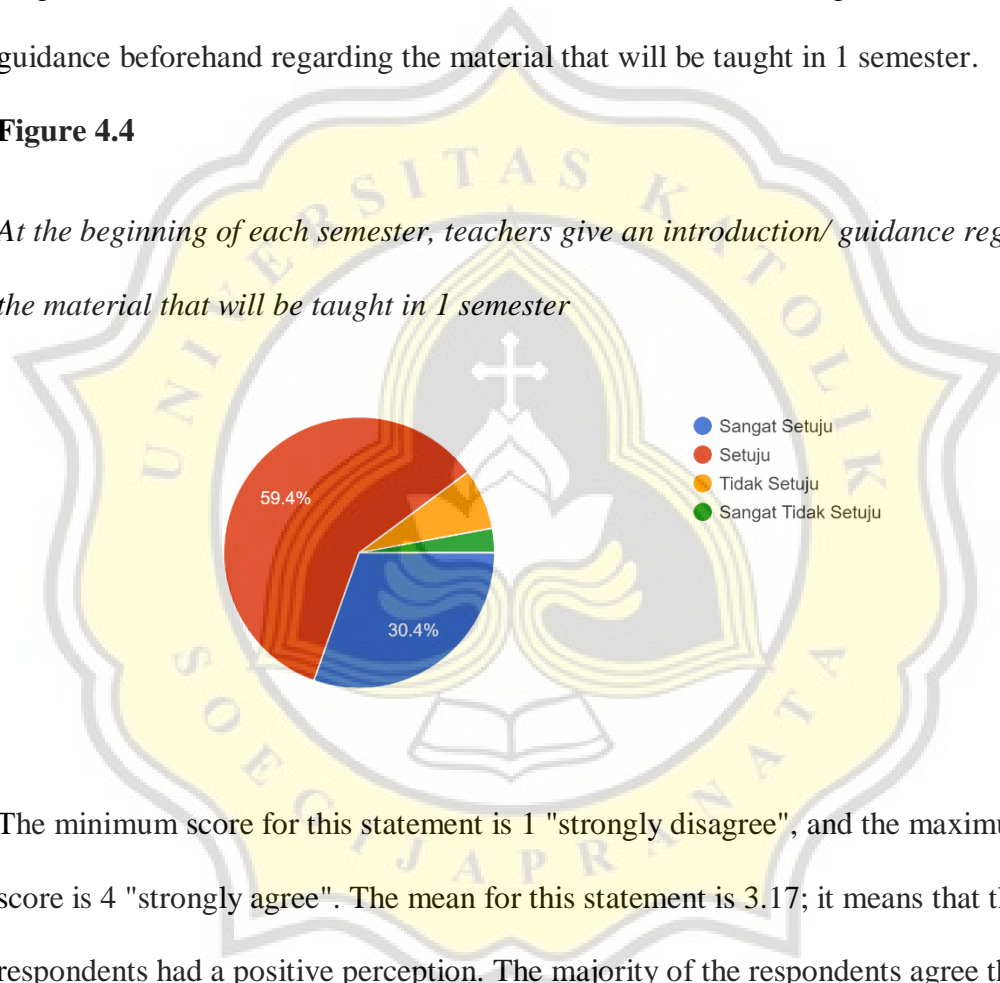 guidance beforehand regarding the material that will be taught in 1 semester.
Figure 4.4
At the beginning of each semester, teachers give an introduction/ guidance reg
the material that will be taught in 1 semester
Sangat Setuju
Setuju
Tidak Setuju
Sangat Tidak Setuju
59.4%
30.4%
The minimum score for this statement is 1 "strongly disagree", and the maximu
score is 4 "strongly agree". The mean for this statement is 3.17; it means that th
respondents had a positive perception. The majority of the respondents agree th
UNIVERSITAS KATOLIK
SOEGIJAPRANATA